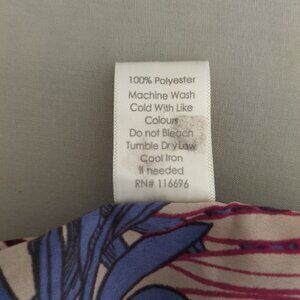 100% Polyester
Machine Wash
Cold With Like
Colours
Do not Bleach
Tumble Dry Low
Cool Iron
If needed
RN# 116696